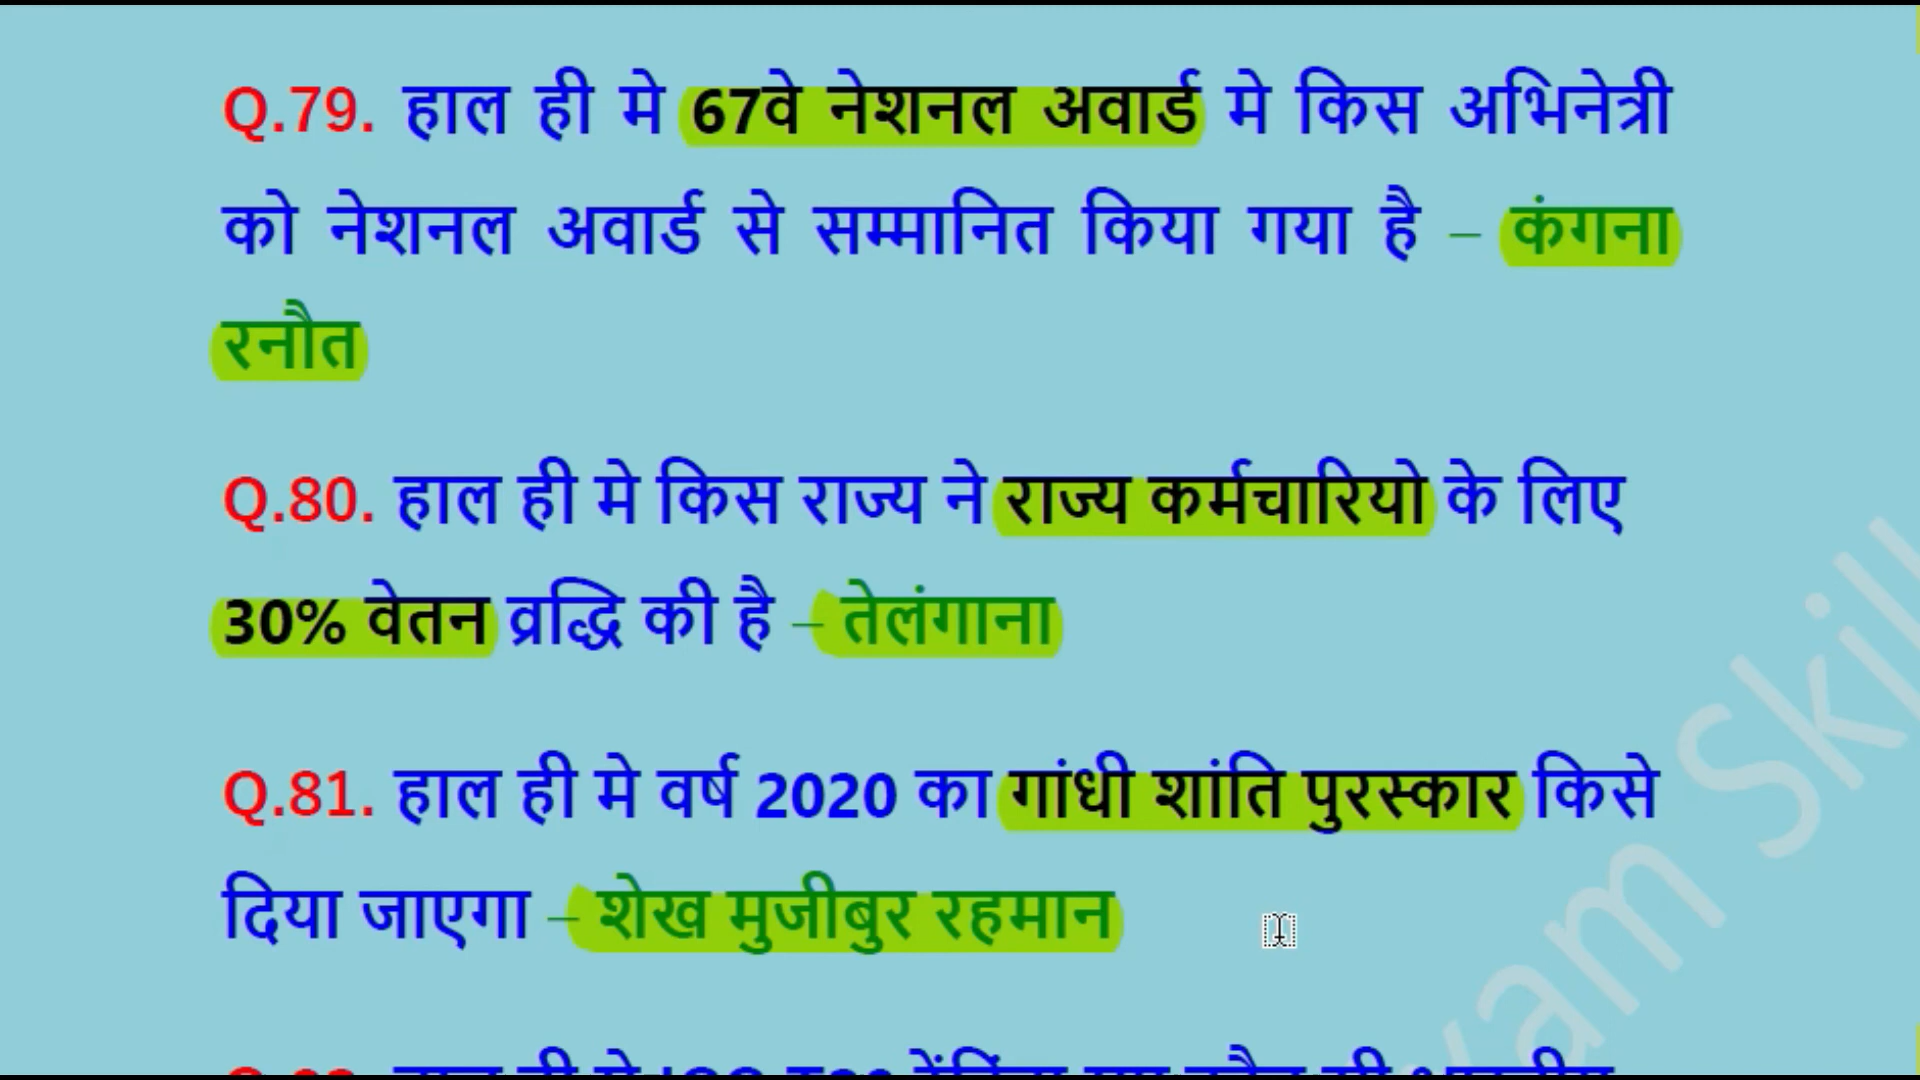 Q.79. हाल ही मे 67वे नेशनल अवार्ड मे किस अभिनेत्री
को नेशनल अवार्ड से सम्मानित किया गया है – कंगना
रनौत
Q.80. हाल ही मे किस राज्य ने राज्य कर्मचारियो के लिए
30% वेतन व्रद्धि की है – तेलंगाना
Q.81. हाल ही मे वर्ष 2020 का गांधी शांति पुरस्कार किसे
दिया जाएगा – शेख मुजीबुर रहमान